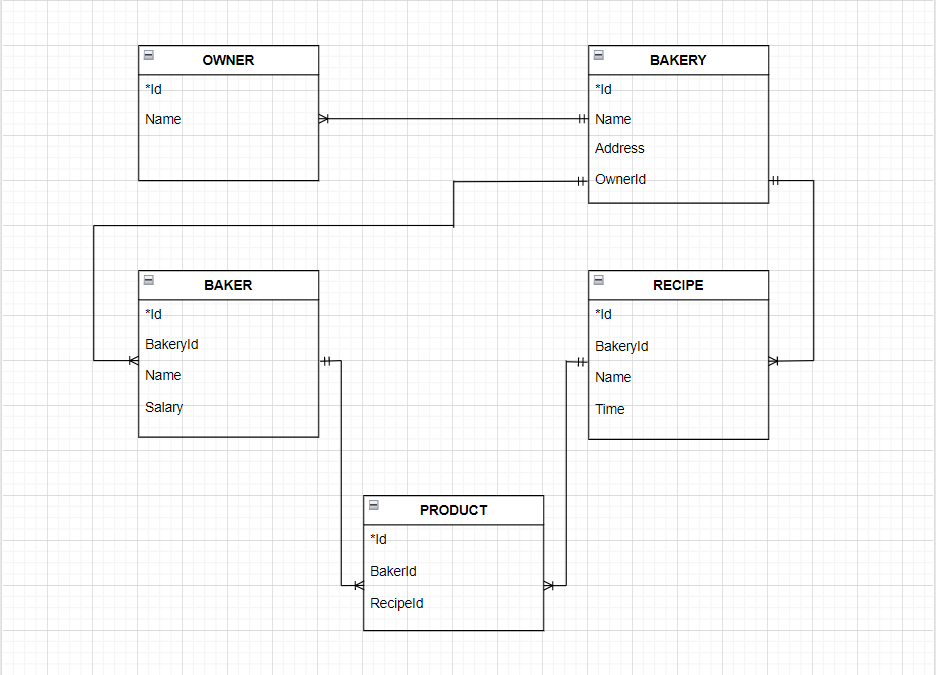 OWNER
*Id
Name
BAKERY
*Id
Name
Address
OwnerId
BAKER
*Id
BakeryId
Name
Salary
RECIPE
*Id
BakeryId
Name
Time
PRODUCT
*Id
BakerId
RecipeId